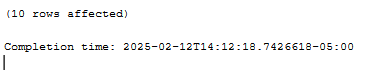 (10 rows affected)
Completion time: 2025-02-12T14:12:18.7426618-05:00